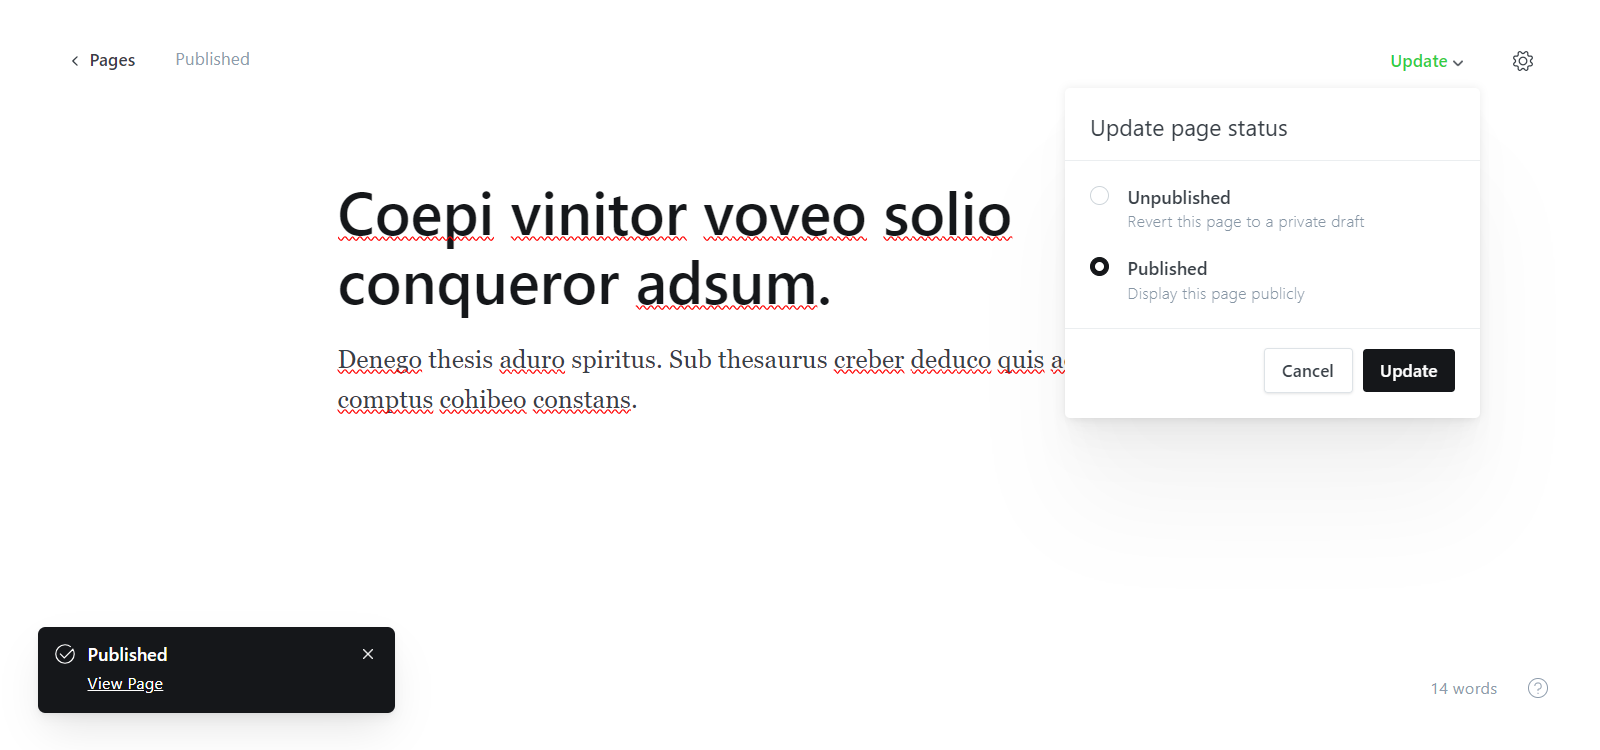 Pages
Published
Update
Update page status
Unpublished
Revert this page to a private draft
Published
Display this page publicly
Cancel
Update
Coepi vinitor voveo solio
conqueror adsum.
Denego thesis aduro spiritus. Sub thesaurus creber deduco quis
comptus cohibeo constans.
Published
View Page
14 words
?